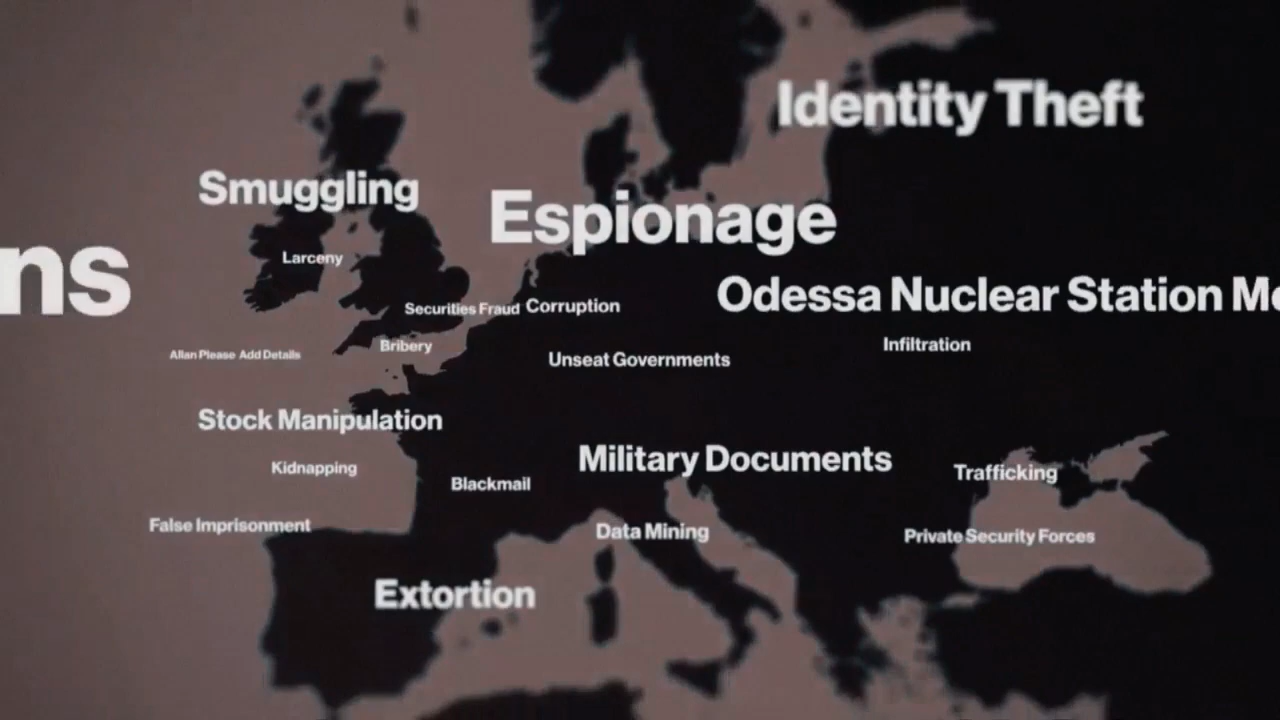 Identity Theft
Smuggling
Espionage
ns
Larceny
Odessa Nuclear Station Me
Securities Fraud
Corruption
Bribery
Infiltration
Allan Please Add Details
Unseat Governments
Stock Manipulation
Military Documents
Kidnapping
Trafficking
Blackmail
False Imprisonment
Data Mining
Private Security Forces
Extortion